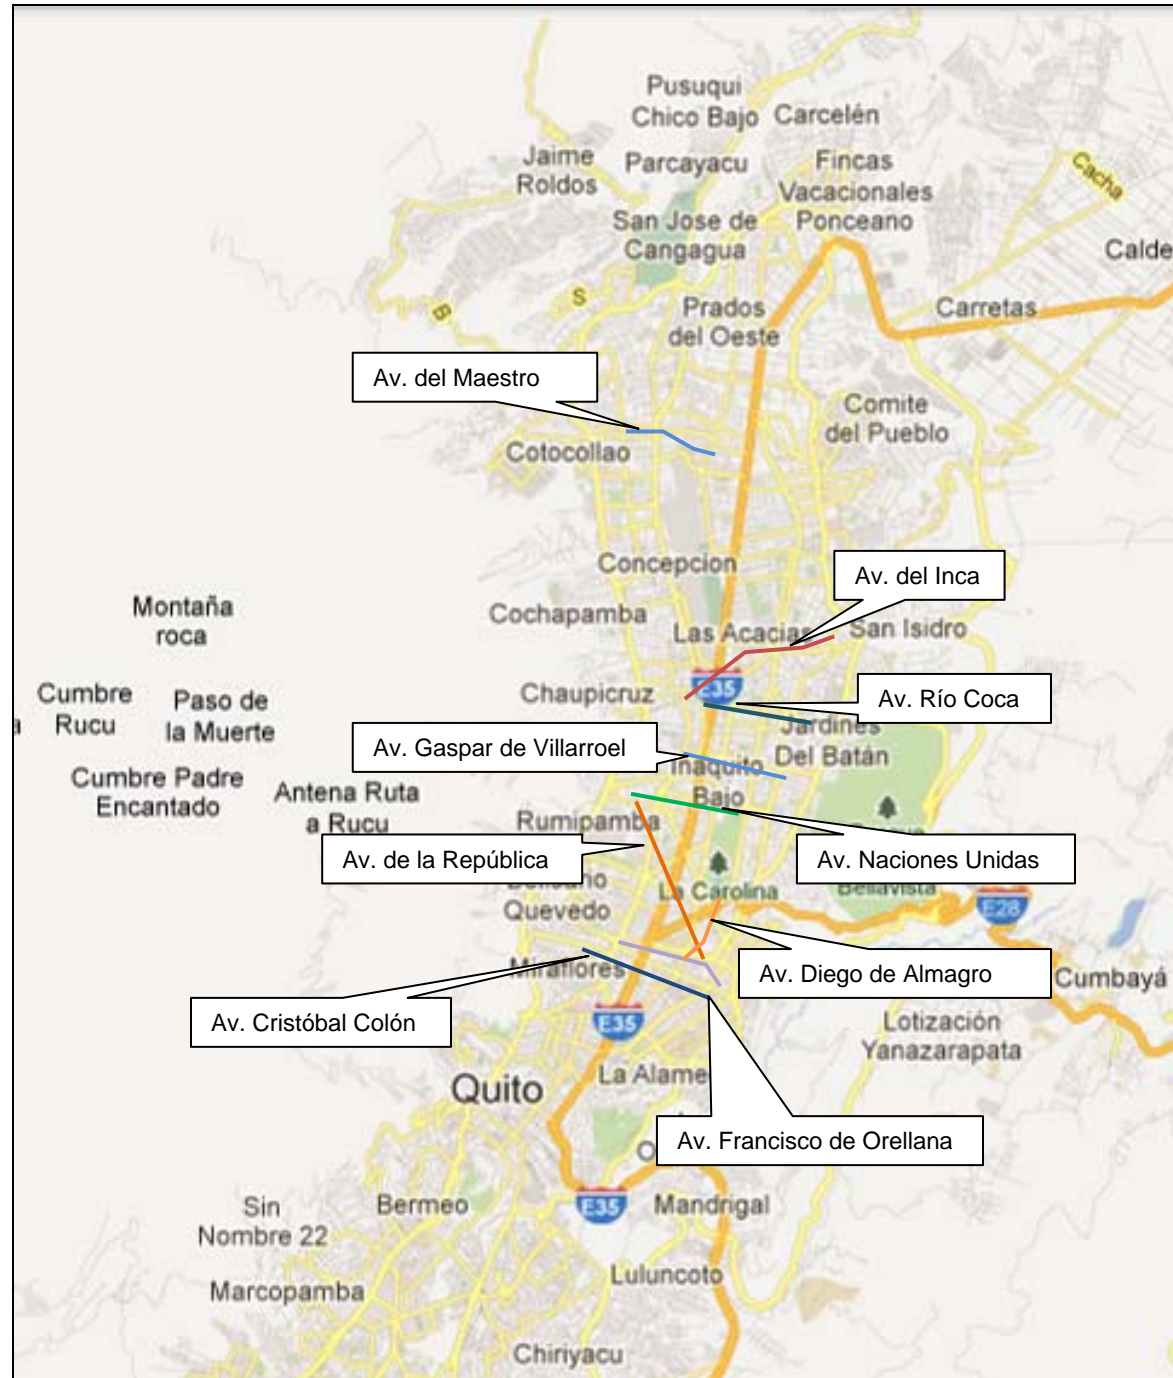 Pusuqui
Chico Bajo
Carcelén
Jaime
Roldos
Parcayacu
Fincas
Vacacionales
Ponceano
Cacha
San Jose de
Cangagua
Calde
S
B
Prados
del Oeste
Carretas
Av. del Maestro
Comite
del Pueblo
Cotocollao
Concepcion
Av. del Inca
Montaña
roca
Cochapamba
Las Acacias
San Isidro
Cumbre
Rucu
Paso de
la Muerte
Chaupicruz
E35
Av. Río Coca
Jardines
Del Batán
Av. Gaspar de Villarroel
Inaquito
Bajo
Cumbre Padre
Encantado
Antena Ruta
a Rucu
Rumipamba
Av. de la República
Av. Naciones Unidas
Quevedo
La Carolina
Bellavista
E28
Miraflores
Av. Diego de Almagro
Cumbayá
Av. Cristóbal Colón
E35
Lotización
Yanazarapata
Quito
La Alame
Av. Francisco de Orellana
Sin
Nombre 22
Bermeo
E35
Mandrigal
Marcopamba
Luluncoto
Chiriyacu